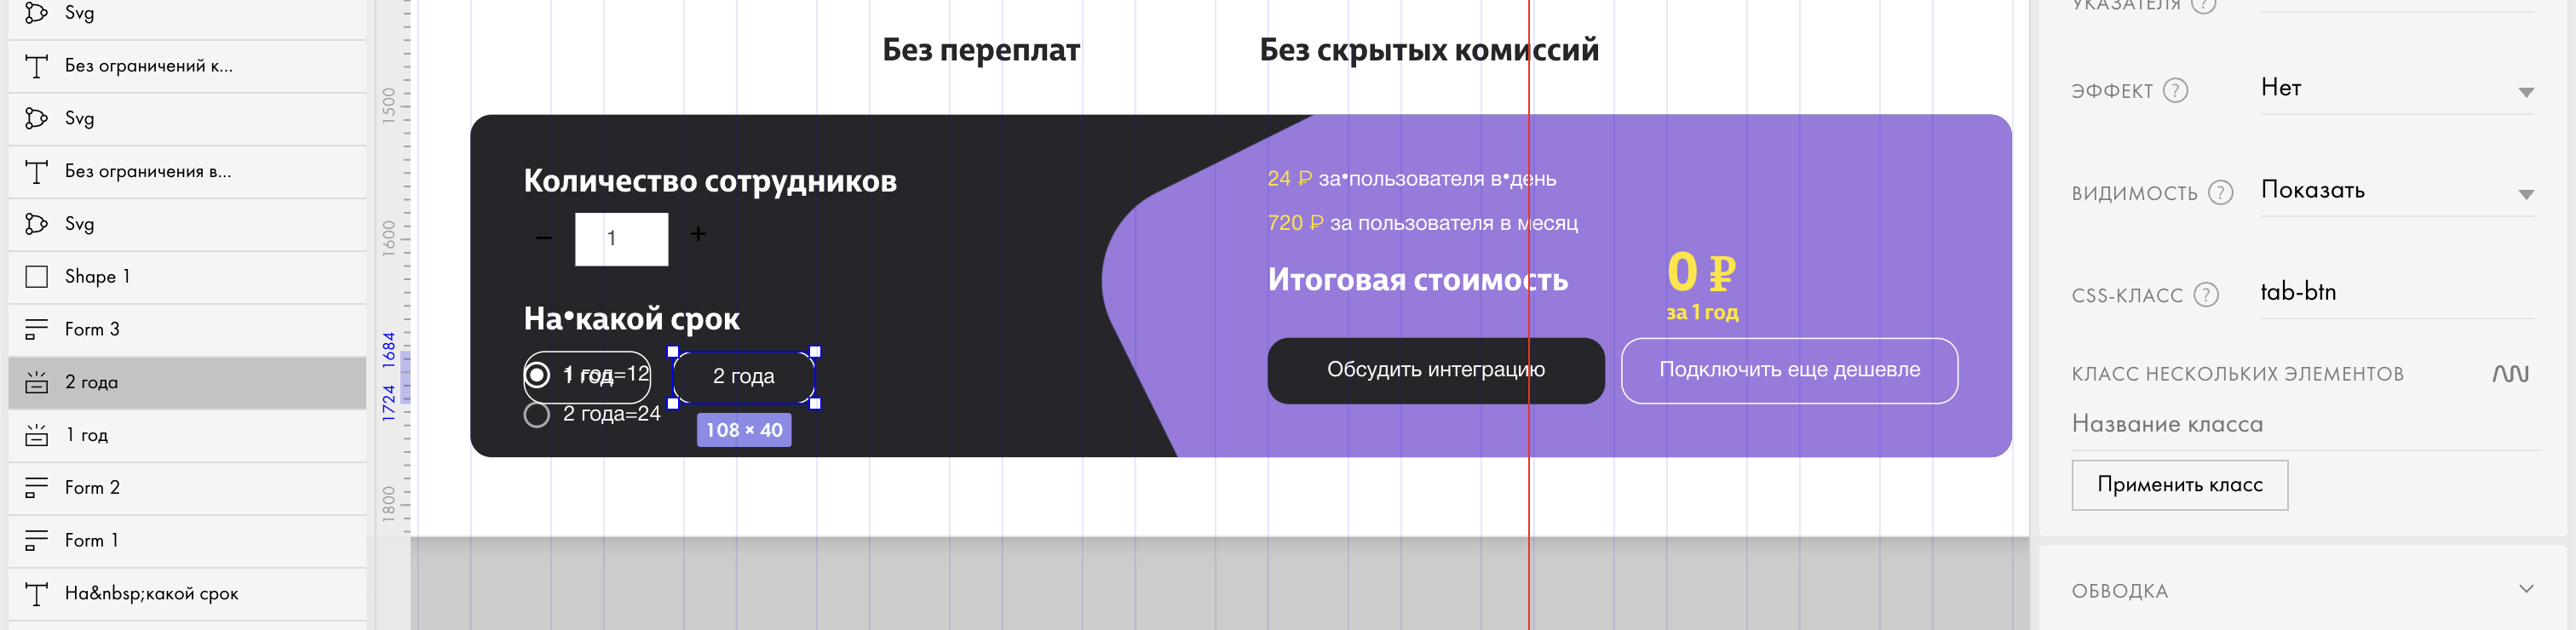 Svg
Без ограничений к...
Svg
Без ограничения в...
Svg
Shape 1
Form 3
2 года
1 год
Form 2
Form 1
На&nbsp;какой срок
1500
1600
1684
1724
1800
Без переплат
Без скрытых комиссий
Количество сотрудников
– 1 +
На•какой срок
1 год=12
1 год
2 года
2 года=24
108 × 40
24 ₽ за•пользователя в•день
720 ₽ за пользователя в месяц
Итоговая стоимость
0 ₽
за 1 год
Обсудить интеграцию
Подключить еще дешевле
УКАЗАТЕЛЯ ?
ЭФФЕКТ ? Нет
ВИДИМОСТЬ ? Показать
CSS-КЛАСС ? tab-btn
КЛАСС НЕСКОЛЬКИХ ЭЛЕМЕНТОВ
Название класса
Применить класс
ОБВОДКА